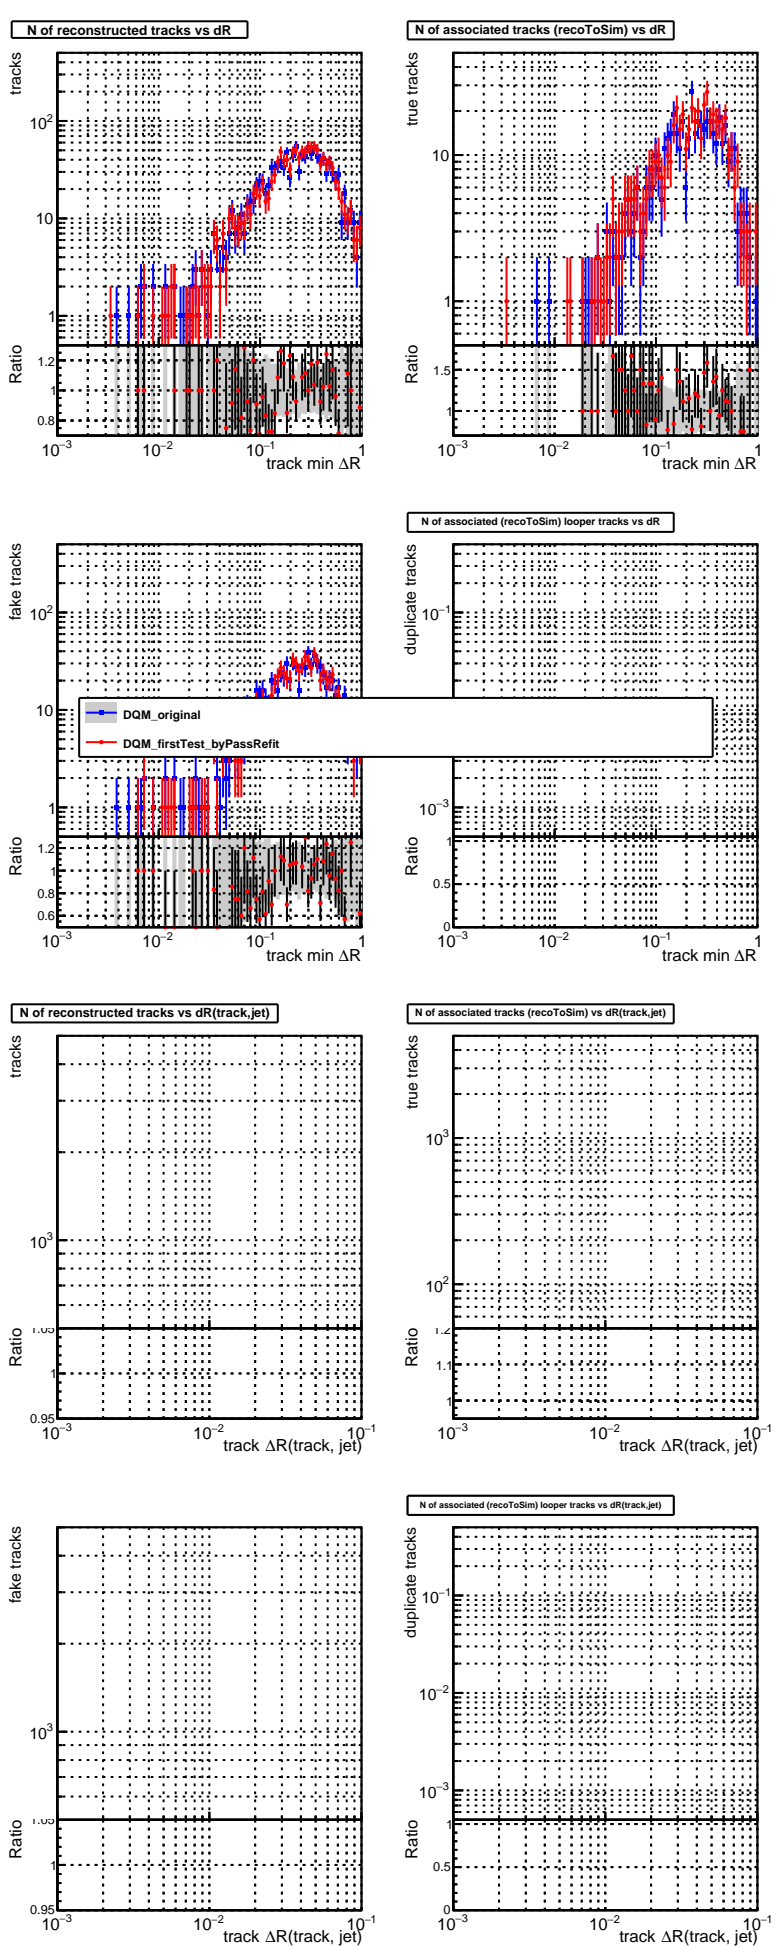 N of reconstructed tracks vs dR
tracks
10²
10
1
Ratio
1.2
1
0.8
10⁻³
10⁻²
10⁻¹
1
track min ΔR
N of associated tracks (recoToSim) vs dR
true tracks
10
1
Ratio
1.5
1
10⁻³
10⁻²
10⁻¹
1
track min ΔR
fake tracks
10²
10
1
Ratio
1.2
1
0.8
0.6
10⁻³
10⁻²
10⁻¹
1
track min ΔR
N of associated (recoToSim) looper tracks vs dR
duplicate tracks
10⁻¹
10⁻³
Ratio
1
0.5
0
10⁻³
10⁻²
10⁻¹
1
track min ΔR
DQM_original
DQM_firstTest_byPassRefit
N of reconstructed tracks vs dR(track,jet)
tracks
10³
Ratio
1.05
1
0.95
10⁻³
10⁻²
10⁻¹
track ΔR(track, jet)
N of associated tracks (recoToSim) vs dR(track,jet)
true tracks
10³
10²
Ratio
1.2
1.1
1
10⁻³
10⁻²
10⁻¹
track ΔR(track, jet)
fake tracks
10³
Ratio
1.05
1
0.95
10⁻³
10⁻²
10⁻¹
track ΔR(track, jet)
N of associated (recoToSim) looper tracks vs dR(track,jet)
duplicate tracks
10⁻¹
10⁻²
10⁻³
Ratio
1
0.5
0
10⁻³
10⁻²
10⁻¹
track ΔR(track, jet)